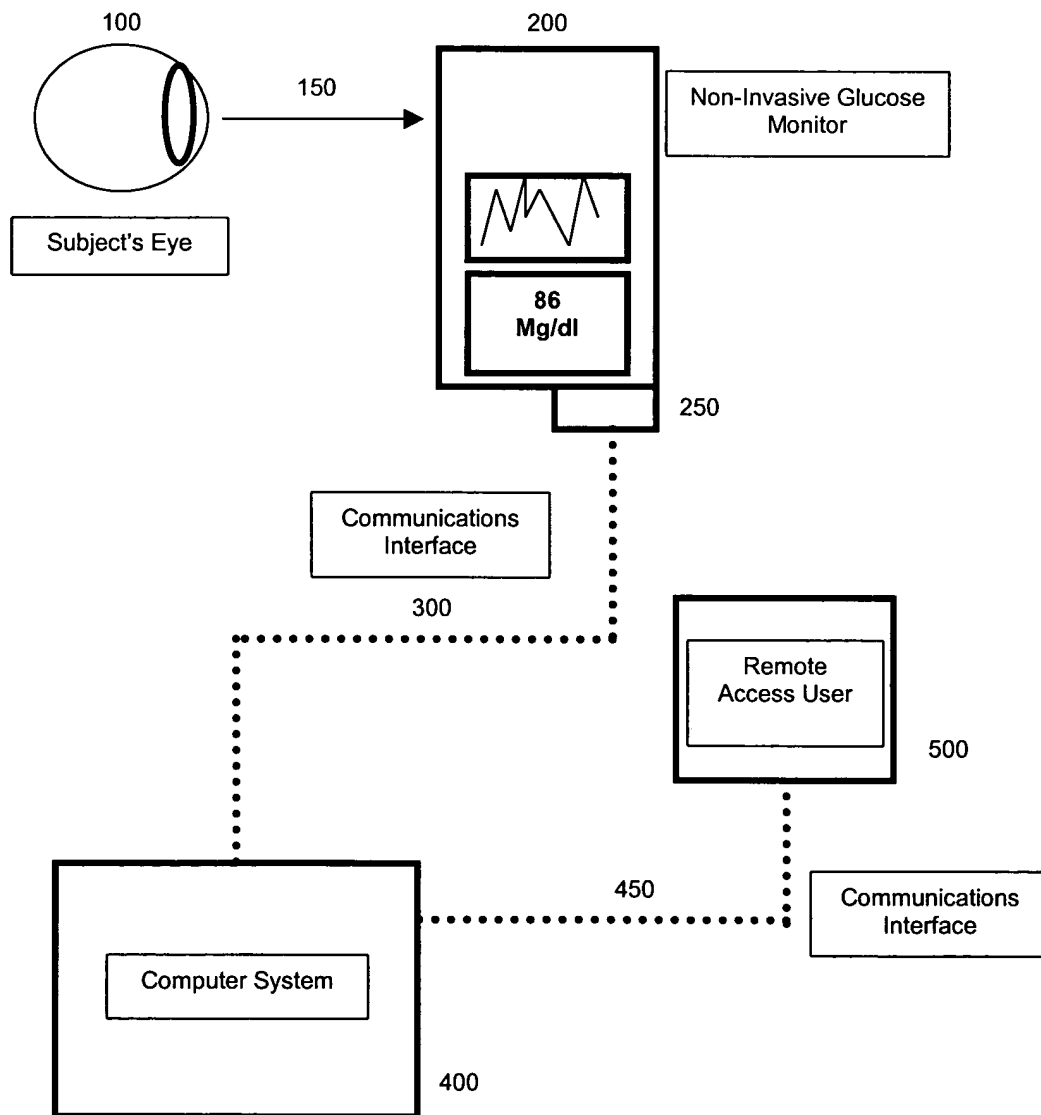 100
200
150
Non-Invasive Glucose
Monitor
Subject's Eye
86
Mg/dl
250
Communications
Interface
300
Remote
Access User
500
450
Communications
Interface
Computer System
400